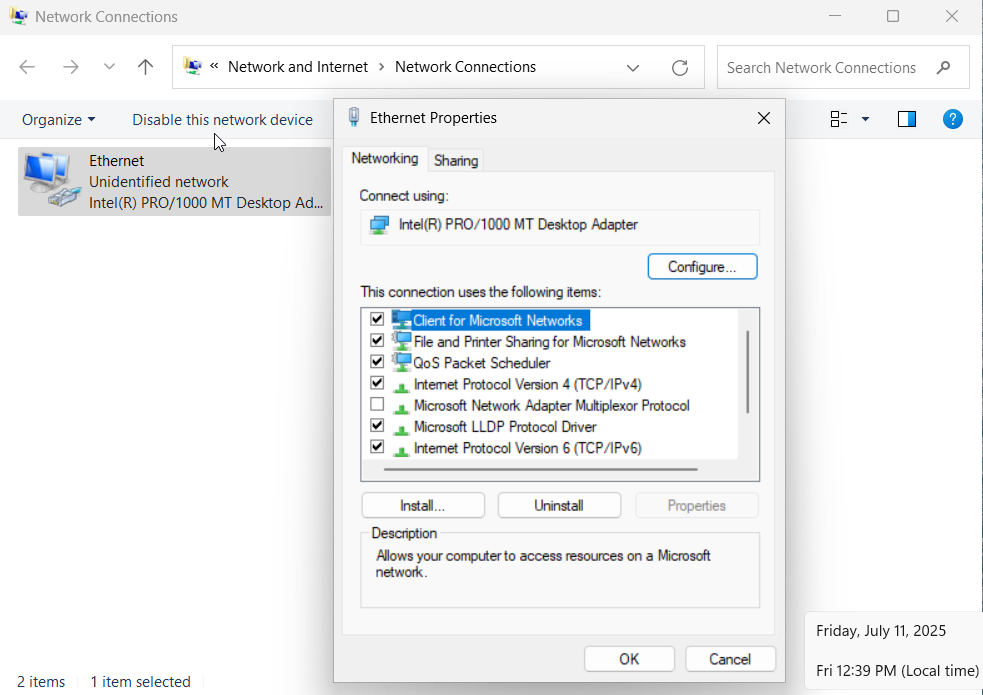 Network Connections
« Network and Internet › Network Connections
Search Network Connections
Organize
Disable this network device
?
Ethernet
Unidentified network
Intel(R) PRO/1000 MT Desktop Ad...
Ethernet Properties
Networking
Sharing
Connect using:
Intel(R) PRO/1000 MT Desktop Adapter
Configure...
This connection uses the following items:
Client for Microsoft Networks
File and Printer Sharing for Microsoft Networks
QoS Packet Scheduler
Internet Protocol Version 4 (TCP/IPv4)
Microsoft Network Adapter Multiplexor Protocol
Microsoft LLDP Protocol Driver
Internet Protocol Version 6 (TCP/IPv6)
Install...
Uninstall
Properties
Description
Allows your computer to access resources on a Microsoft
network.
OK
Cancel
Friday, July 11, 2025
Fri 12:39 PM (Local time)
2 items
1 item selected